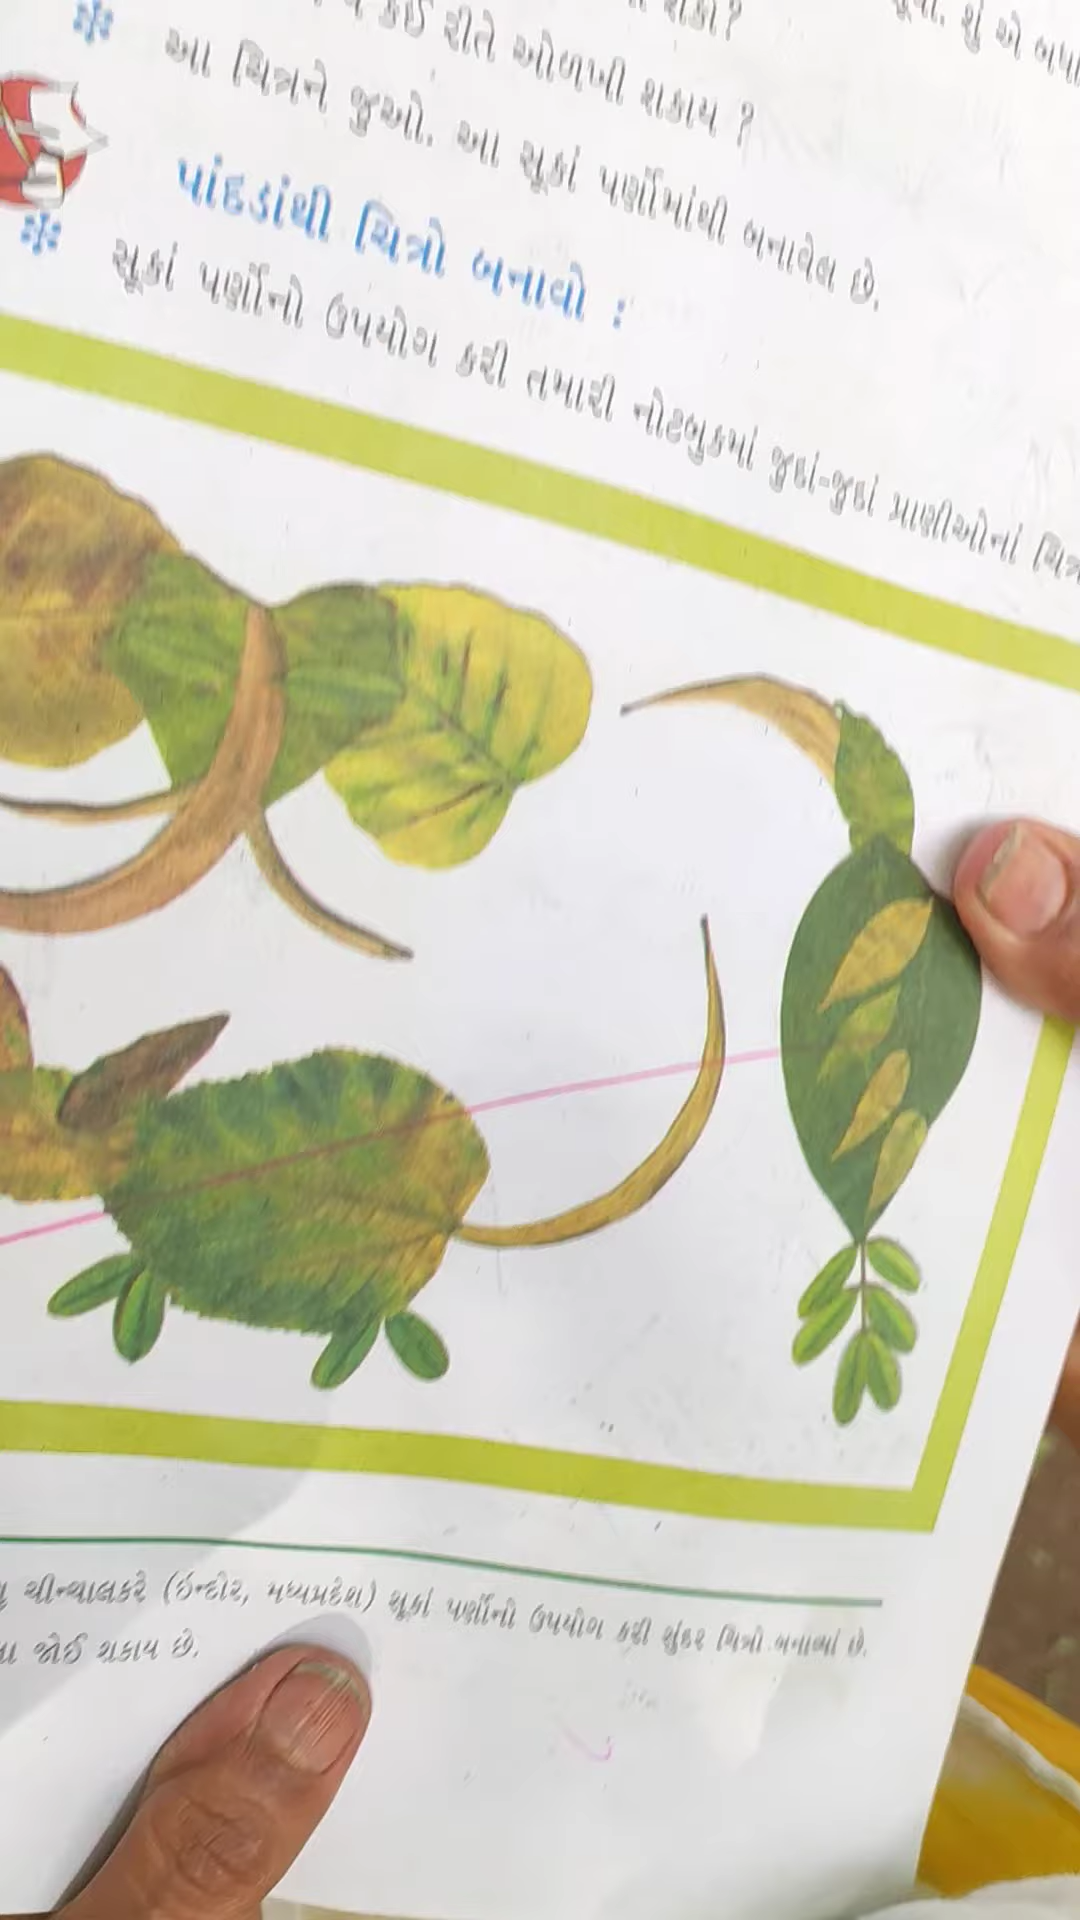 કઈ રીતે ઓળખી શકાય ?
શું એ બધા
આ ચિત્રને જુઓ. આ સૂકાં પર્ણોમાંથી બનાવેલ છે.
પાંદડાંથી ચિત્રો બનાવો :
સૂકાં પર્ણોનો ઉપયોગ કરી તમારી નોટબુકમાં જુદાં-જુદાં પ્રાણીઓનાં
(ઇન્દોર, મધ્યપ્રદેશ) સૂકાં પર્ણોનો ઉપયોગ કરી સુંદર ચિત્રો બનાવ્યાં છે.
જોઈ શકાય છે.